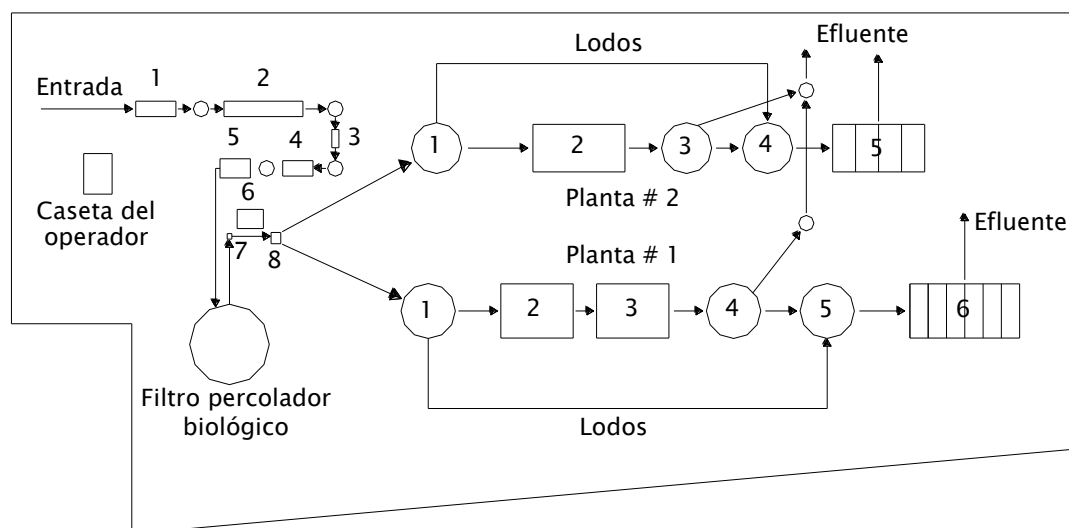 Efluente
Lodos
Entrada
1
2
5
4
3
1
2
3
4
5
6
Caseta del
operador
Planta # 2
7
8
Efluente
Planta # 1
1
2
3
4
5
6
Filtro percolador
biológico
Lodos